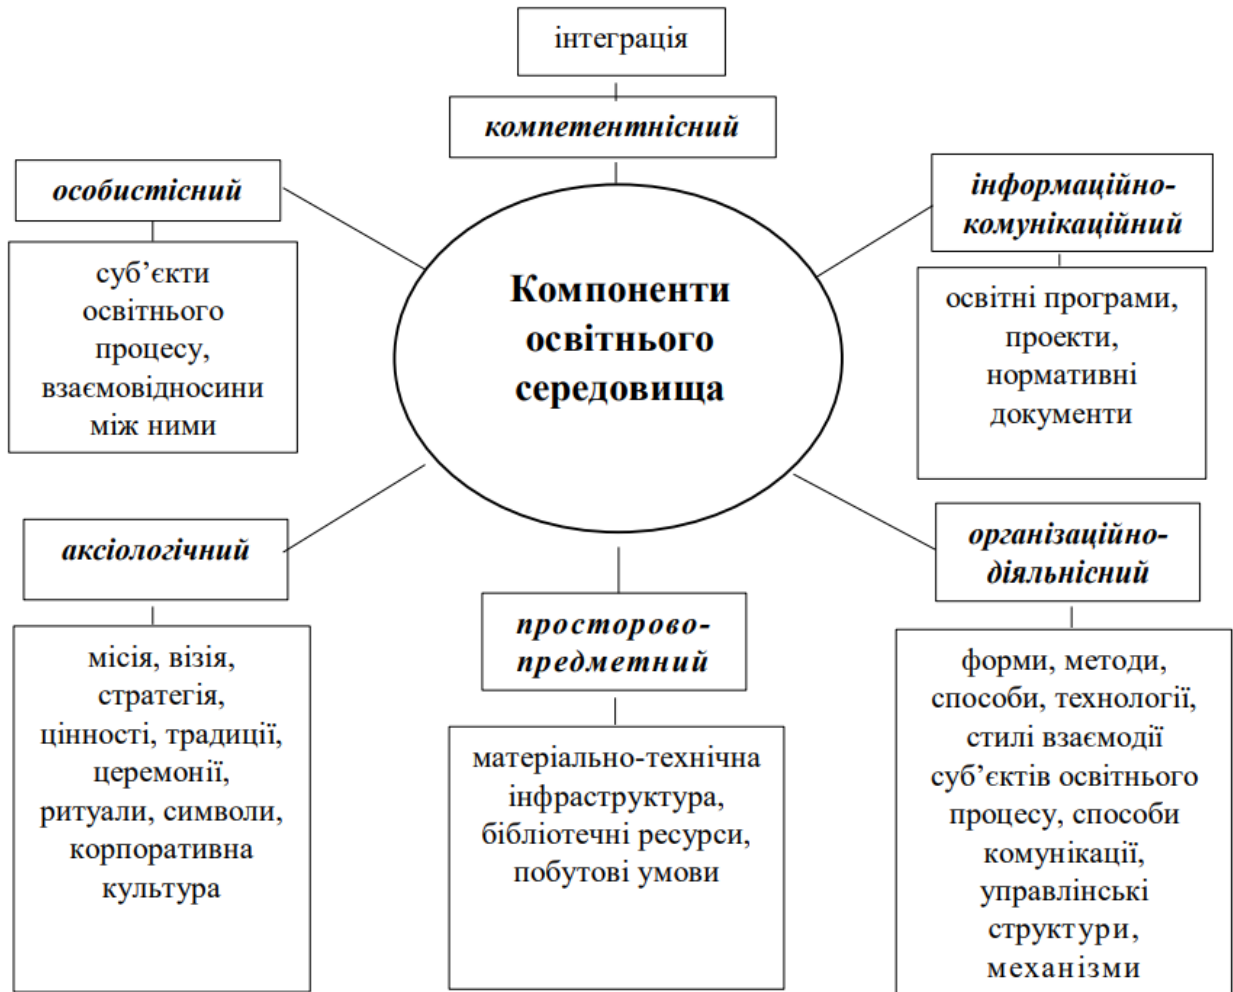 інтеграція
компетентнісний
особистісний
суб’єкти
освітнього
процесу,
взаємовідносини
між ними
інформаційно-
комунікаційний
освітні програми,
проекти,
нормативні
документи
Компоненти
освітнього
середовища
аксіологічний
місія, візія,
стратегія,
цінності, традиції,
церемонії,
ритуали, символи,
корпоративна
культура
просторово-
предметний
матеріально-технічна
інфраструктура,
бібліотечні ресурси,
побутові умови
організаційно-
діяльнісний
форми, методи,
способи, технології,
стилі взаємодії
суб’єктів освітнього
процесу, способи
комунікації,
управлінські
структури,
механізми